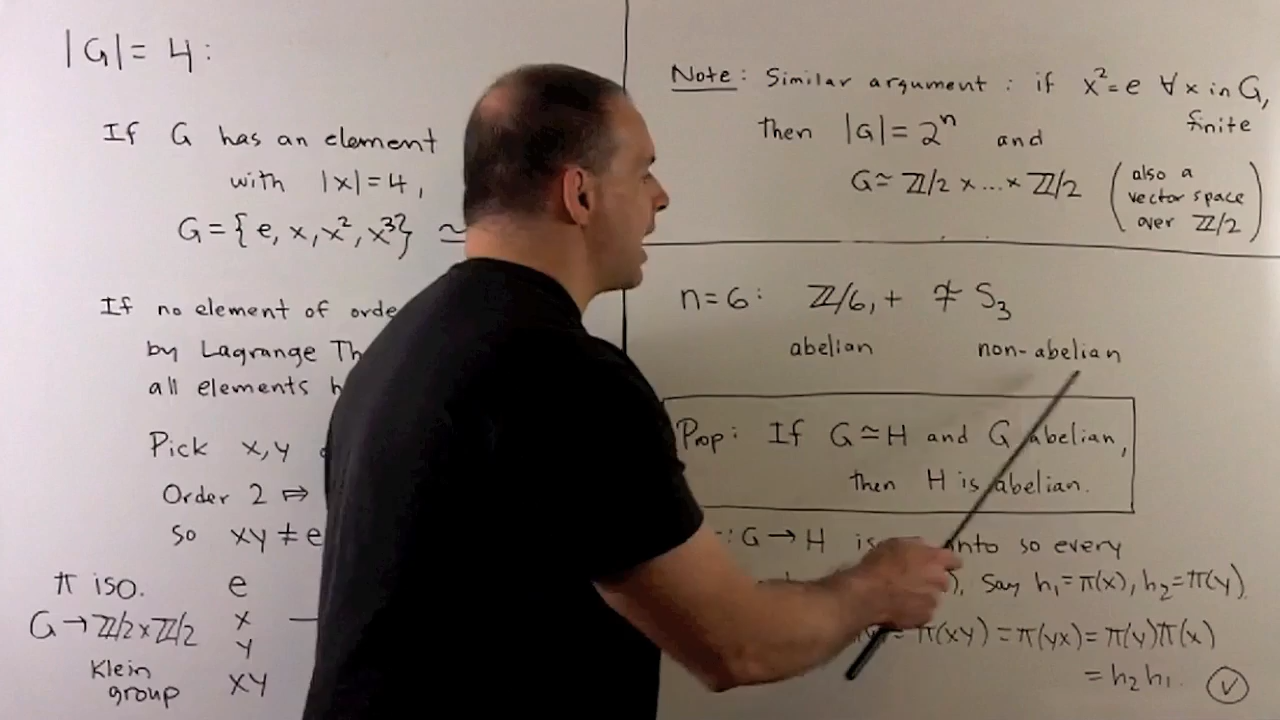 |G| = 4 :
If G has an element
with |x| = 4,
G = { e, x, x², x³ } ≃
If no element of
by Lagrange
all elements
Pick x, y
Order 2 ⇒
so xy ≠ e
π iso.
G → ℤ/2 × ℤ/2
Klein
group
e
x
y
xy
Note : Similar argument : if x² = e ∀ x in G,
finite
then |G| = 2ⁿ and
G ≃ ℤ/2 × ... × ℤ/2 ( also a
vector space
over ℤ/2 )
n = 6 : ℤ/6, + ≄ S₃
abelian non-abelian
Prop : If G ≃ H and G abelian,
then H is abelian.
: G → H is onto so every
Say h₁ = π(x), h₂ = π(y).
= π(xy) = π(yx) = π(y)π(x)
= h₂ h₁. ✓